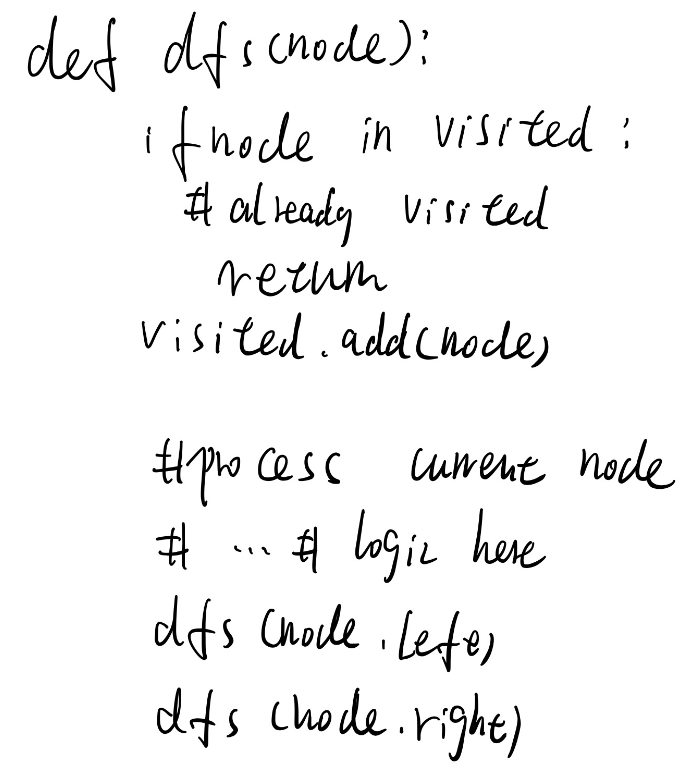 def dfs(node):
    if node in visited:
        # already visited
        return
    visited.add(node)

    #process current node
    # ... # logic here
    dfs(node.left)
    dfs(node.right)